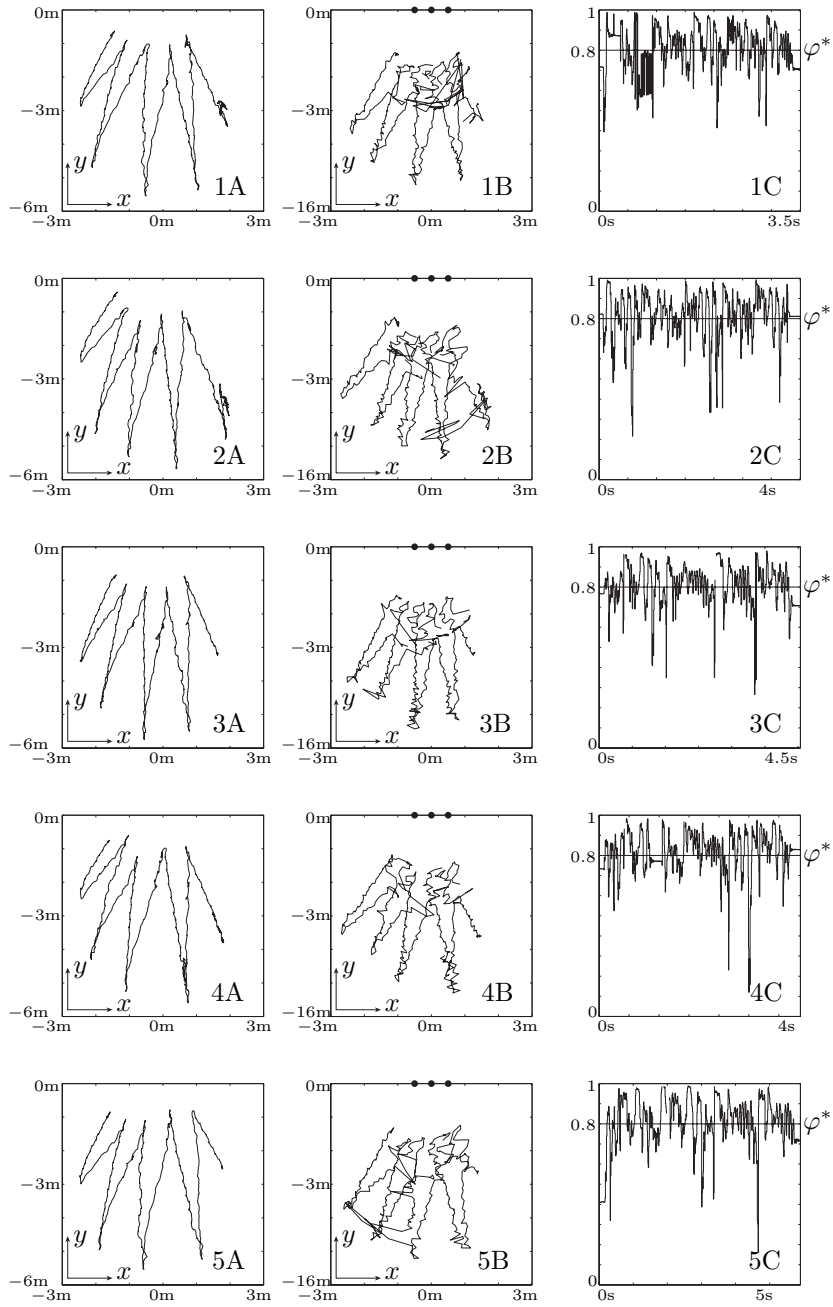 0m 0m 1
0.8 φ*
−3m −3m
y x 1A y x 1B 1C
−6m −16m 0
−3m 0m 3m −3m 0m 3m 0s 3.5s
0m 0m 1
0.8 φ*
−3m −3m
y x 2A y x 2B 2C
−6m −16m 0
−3m 0m 3m −3m 0m 3m 0s 4s
0m 0m 1
0.8 φ*
−3m −3m
y x 3A y x 3B 3C
−6m −16m 0
−3m 0m 3m −3m 0m 3m 0s 4.5s
0m 0m 1
0.8 φ*
−3m −3m
y x 4A y x 4B 4C
−6m −16m 0
−3m 0m 3m −3m 0m 3m 0s 4s
0m 0m 1
0.8 φ*
−3m −3m
y x 5A y x 5B 5C
−6m −16m 0
−3m 0m 3m −3m 0m 3m 0s 5s